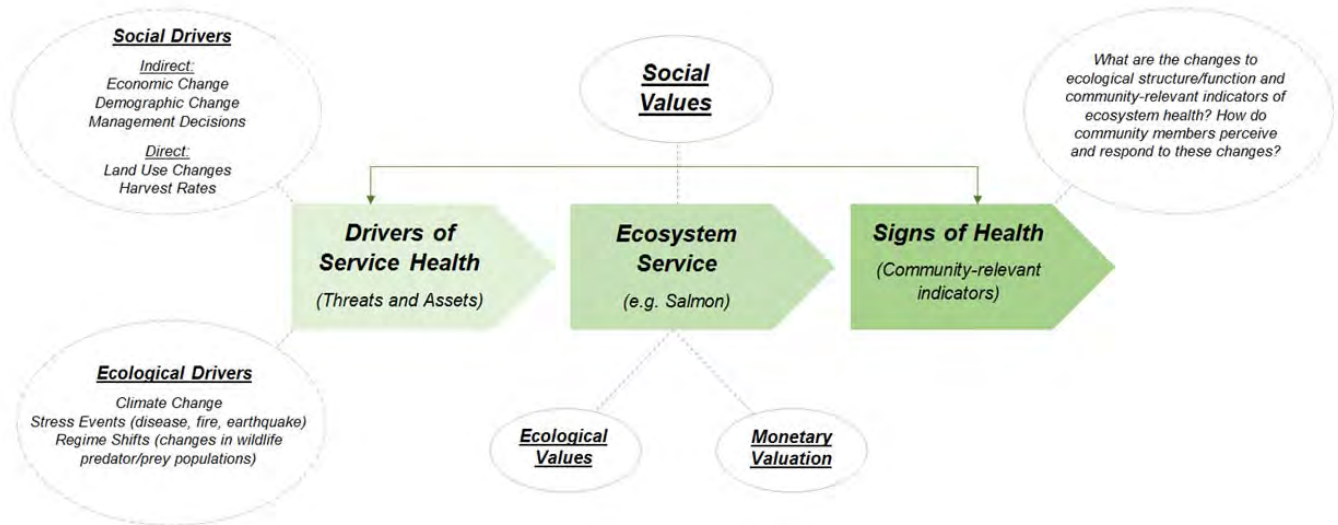 Social Drivers
Indirect:
Economic Change
Demographic Change
Management Decisions
Direct:
Land Use Changes
Harvest Rates
Social
Values
What are the changes to
ecological structure/function and
community-relevant indicators of
ecosystem health? How do
community members perceive
and respond to these changes?
Drivers of
Service Health
(Threats and Assets)
Ecosystem
Service
(e.g. Salmon)
Signs of Health
(Community-relevant
indicators)
Ecological Drivers
Climate Change
Stress Events (disease, fire, earthquake)
Regime Shifts (changes in wildlife
predator/prey populations)
Ecological
Values
Monetary
Valuation